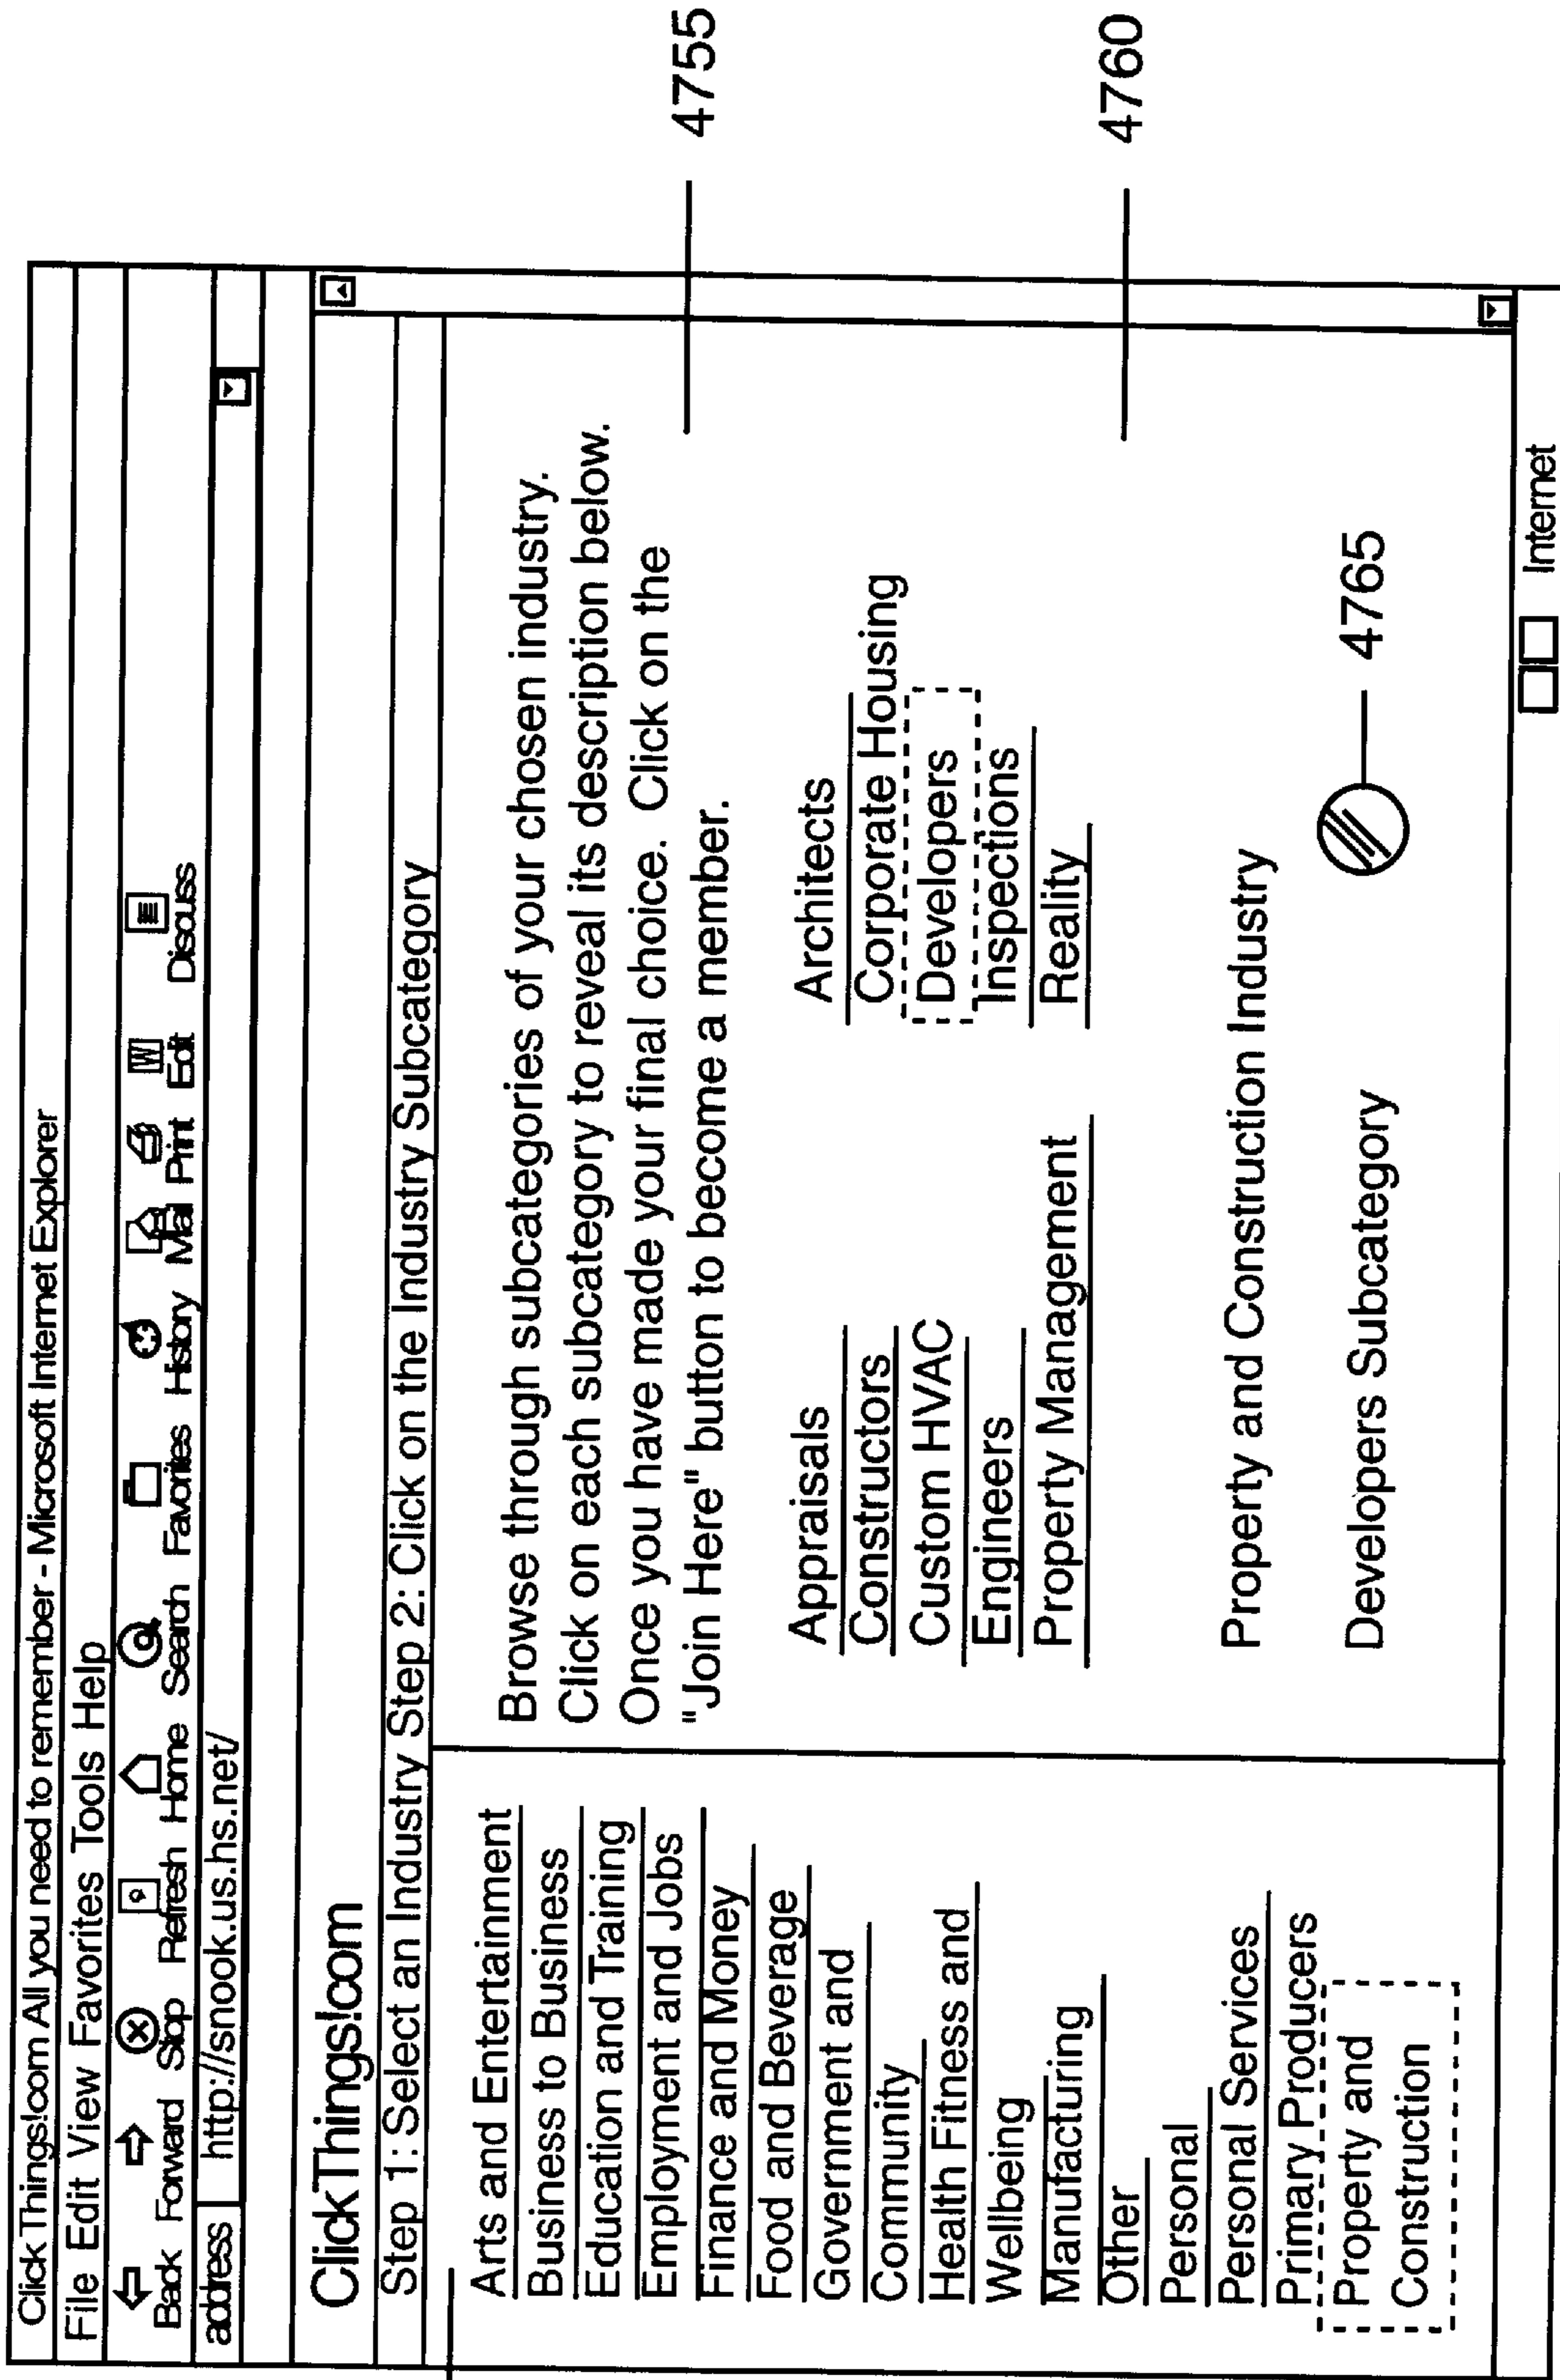 Click Things!com All you need to remember - Microsoft Internet Explorer
File Edit View Favorites Tools Help
Back Forward Stop Refresh Home Search Favorites History Mail Print Edit Discuss
address http://snook.us.hs.net/
ClickThings!com
Step 1: Select an Industry Step 2: Click on the Industry Subcategory
Arts and Entertainment
Business to Business
Education and Training
Employment and Jobs
Finance and Money
Food and Beverage
Government and
Community
Health Fitness and
Wellbeing
Manufacturing
Other
Personal
Personal Services
Primary Producers
Property and
Construction
Browse through subcategories of your chosen industry.
Click on each subcategory to reveal its description below.
Once you have made your final choice. Click on the
"Join Here" button to become a member.
4755
Appraisals
Constructors
Custom HVAC
Engineers
Property Management
Architects
Corporate Housing
Developers
Inspections
Reality
4760
Property and Construction Industry
Developers Subcategory
4765
Internet